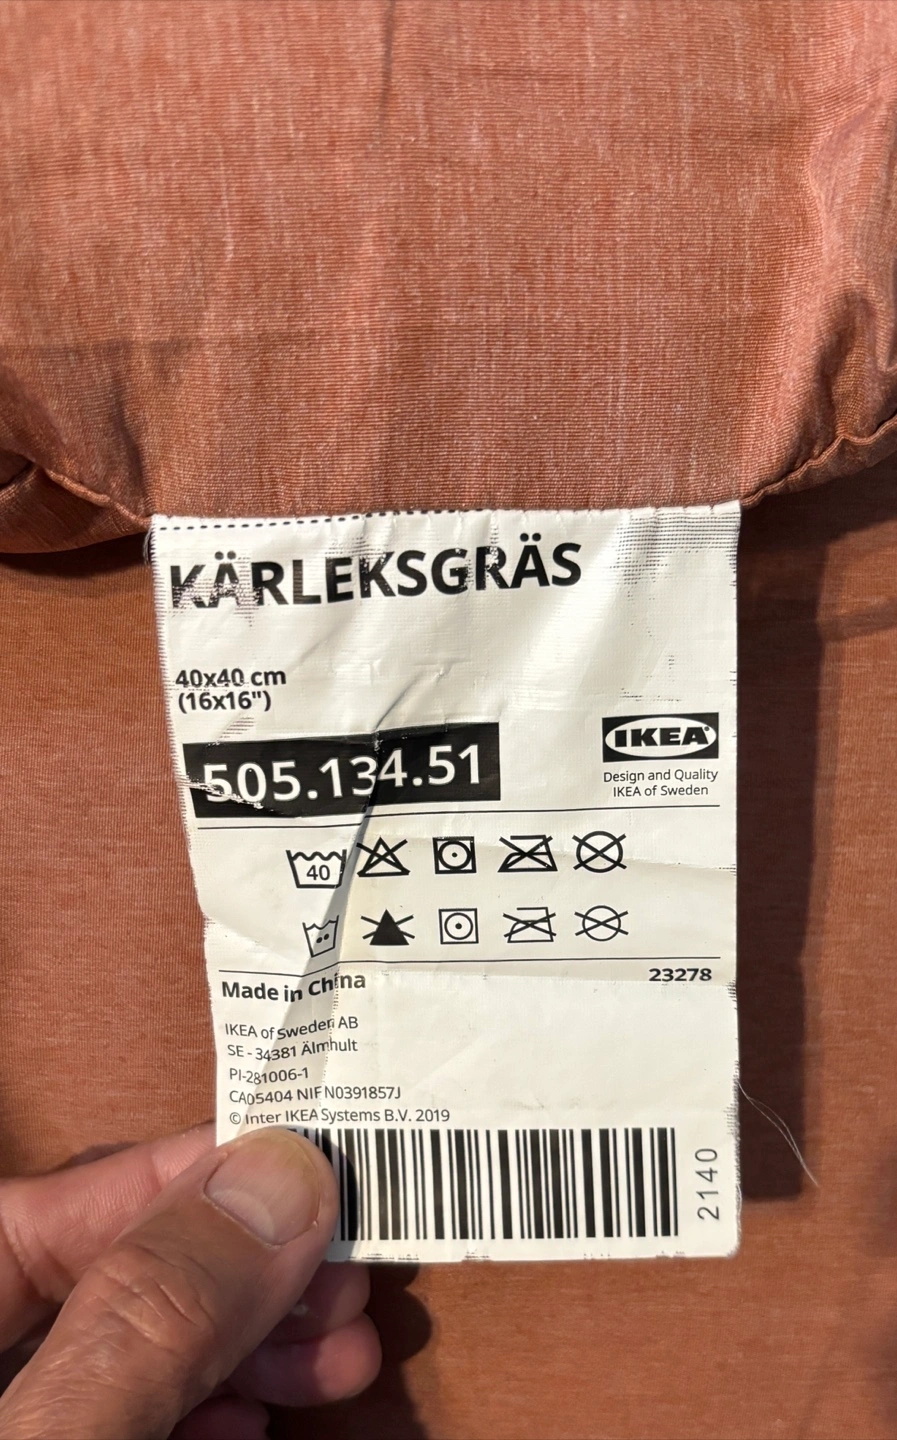 KÄRLEKSGRÄS
40x40 cm
(16x16")
505.134.51
IKEA®
Design and Quality
IKEA of Sweden
40
Made in China
23278
IKEA of Sweden AB
SE - 34381 Älmhult
PI-281006-1
CA05404 NIF N0391857J
© Inter IKEA Systems B.V. 2019
2140